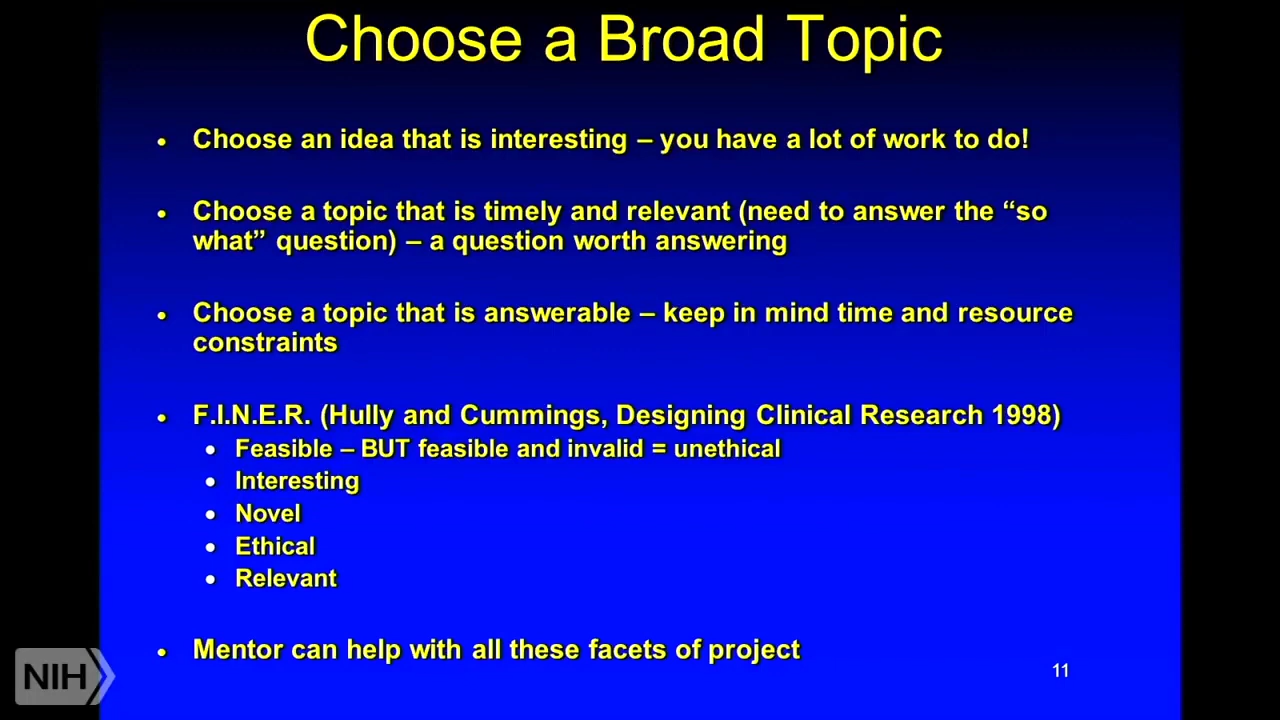 Choose a Broad Topic
• Choose an idea that is interesting – you have a lot of work to do!
• Choose a topic that is timely and relevant (need to answer the “so
what” question) – a question worth answering
• Choose a topic that is answerable – keep in mind time and resource
constraints
• F.I.N.E.R. (Hully and Cummings, Designing Clinical Research 1998)
• Feasible – BUT feasible and invalid = unethical
• Interesting
• Novel
• Ethical
• Relevant
• Mentor can help with all these facets of project
11
NIH